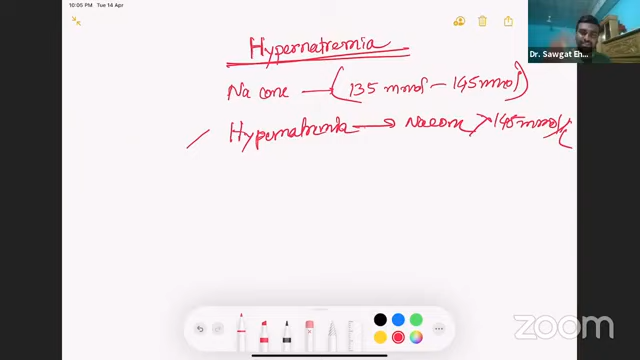 10:05 PM Tue 14 Apr
Dr. Sawgat Eh...
Hypernatremia
Na conc → (135 mmol - 145 mmol)
Hypernatremia → Na conc > 145 mmol/L
zoom